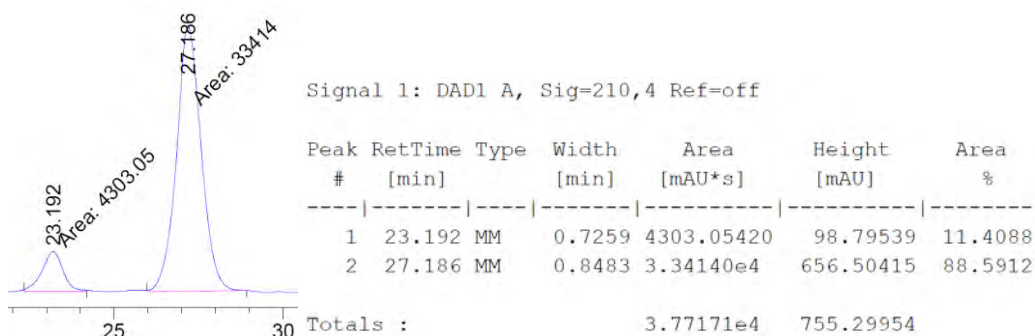 23.192
Area: 4303.05
27.186
Area: 33414
25
30
Signal 1: DAD1 A, Sig=210,4 Ref=off
Peak RetTime Type Width Area Height Area
# [min] [min] [mAU*s] [mAU] %
----|-------|----|-------|----------|----------|--------
1 23.192 MM 0.7259 4303.05420 98.79539 11.4088
2 27.186 MM 0.8483 3.34140e4 656.50415 88.5912
Totals : 3.77171e4 755.29954